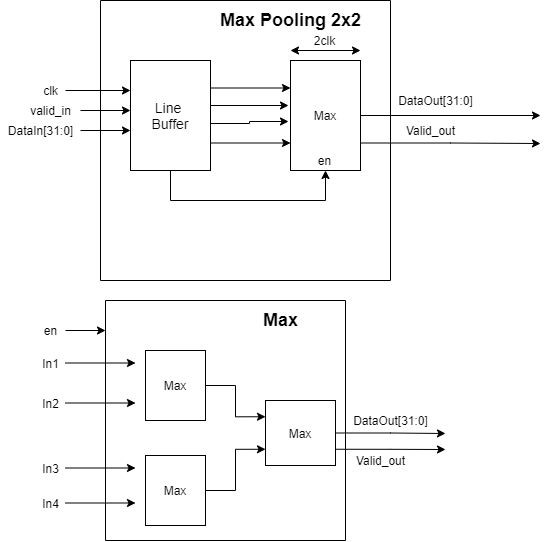 Max Pooling 2x2
2clk
clk
valid_in
DataIn[31:0]
Line
Buffer
Max
en
DataOut[31:0]
Valid_out
Max
en
In1
In2
In3
In4
Max
Max
Max
DataOut[31:0]
Valid_out